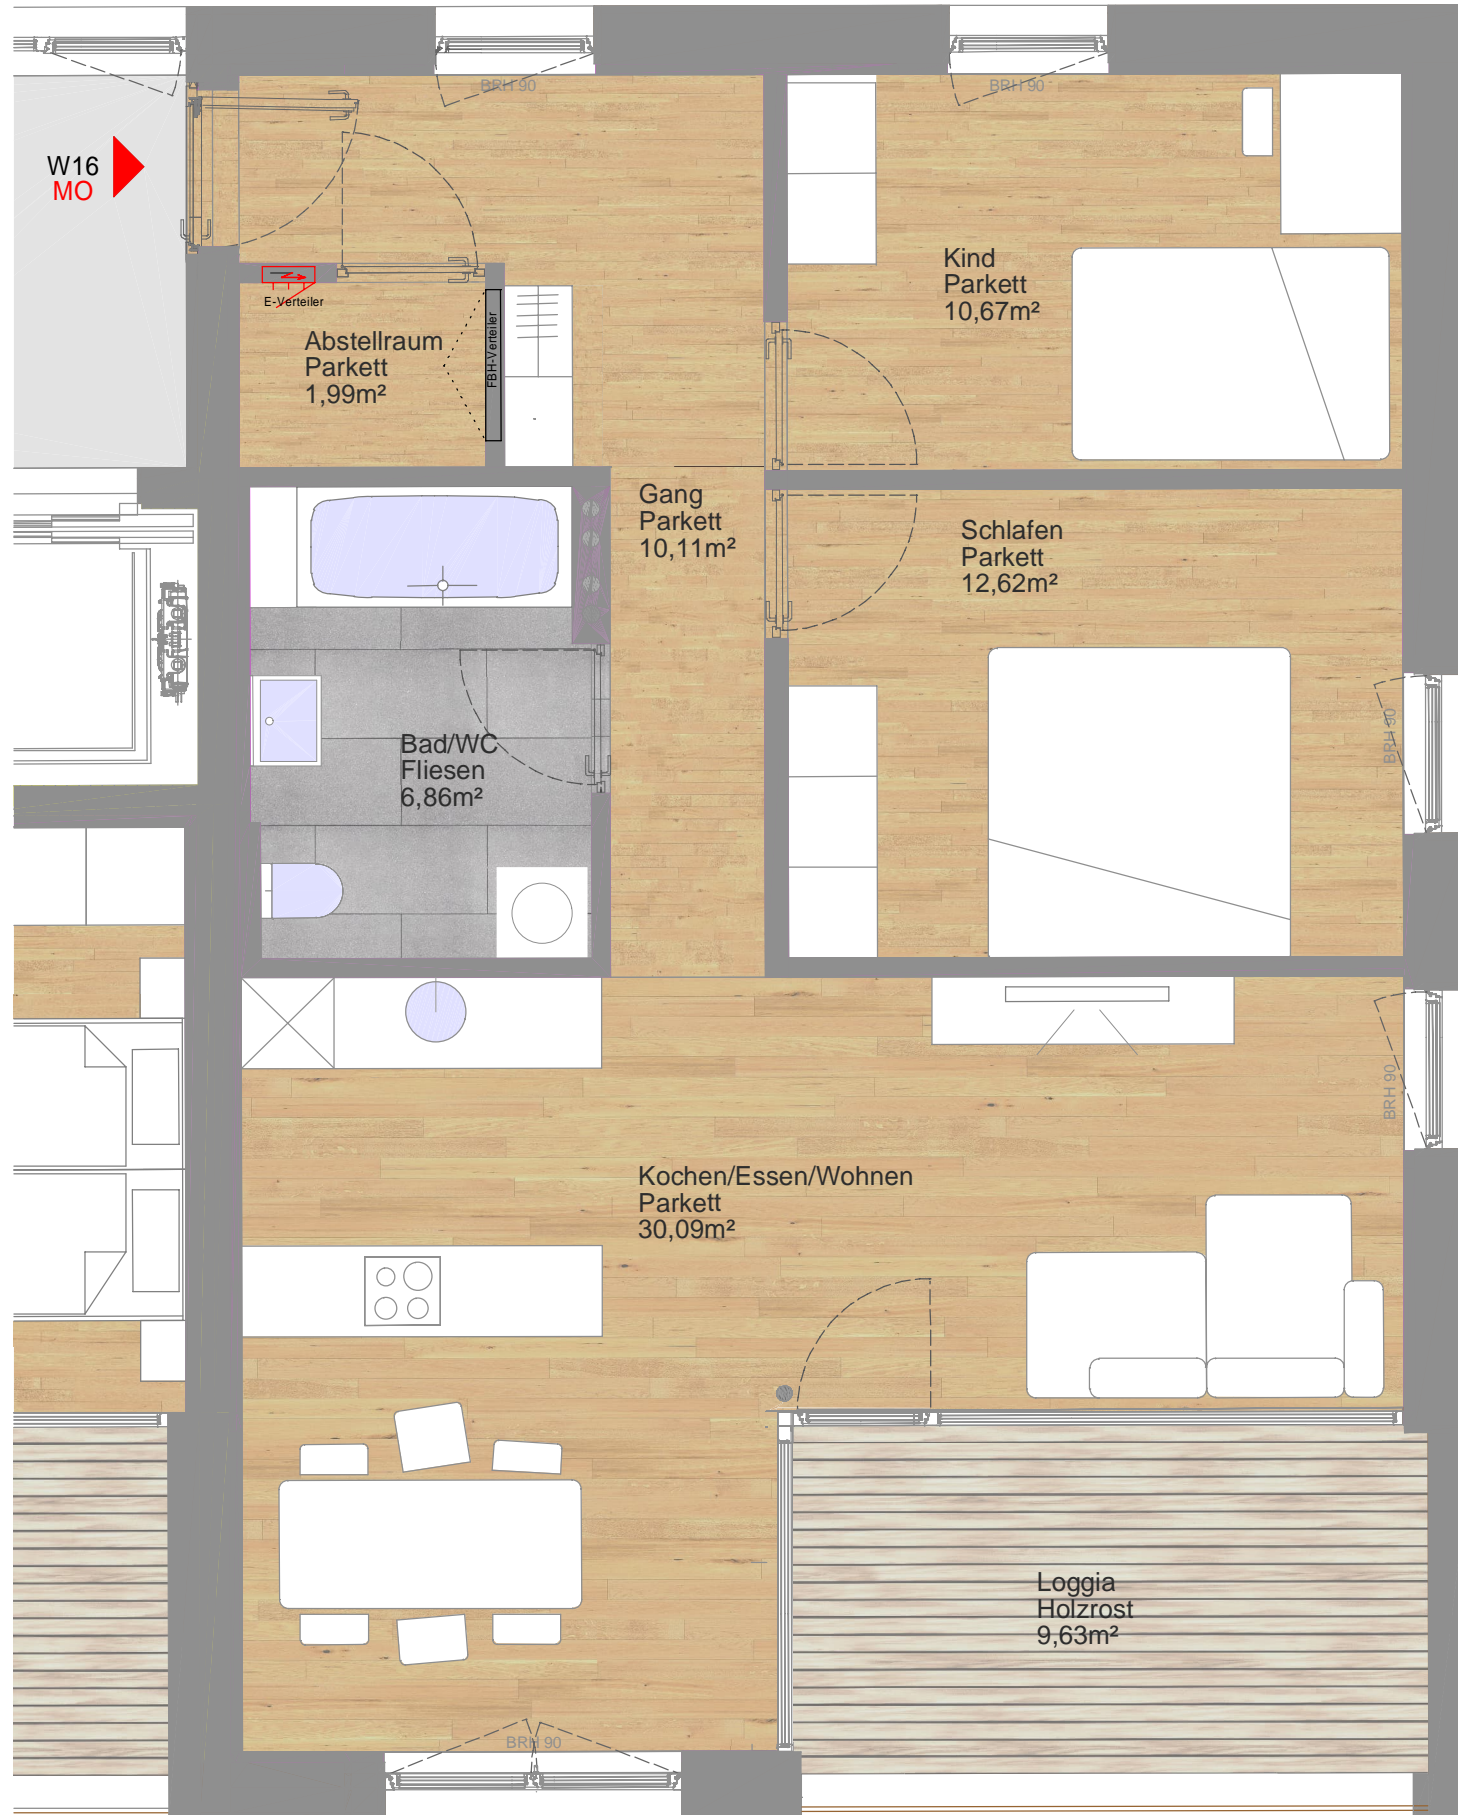 BRH 90
BRH 90
W16
MO
E-Verteiler
FBH-Verteiler
Abstellraum
Parkett
1,99m²
Kind
Parkett
10,67m²
Gang
Parkett
10,11m²
Schlafen
Parkett
12,62m²
BRH 90
Bad/WC
Fliesen
6,86m²
BRH 90
Kochen/Essen/Wohnen
Parkett
30,09m²
Loggia
Holzrost
9,63m²
BRH 90